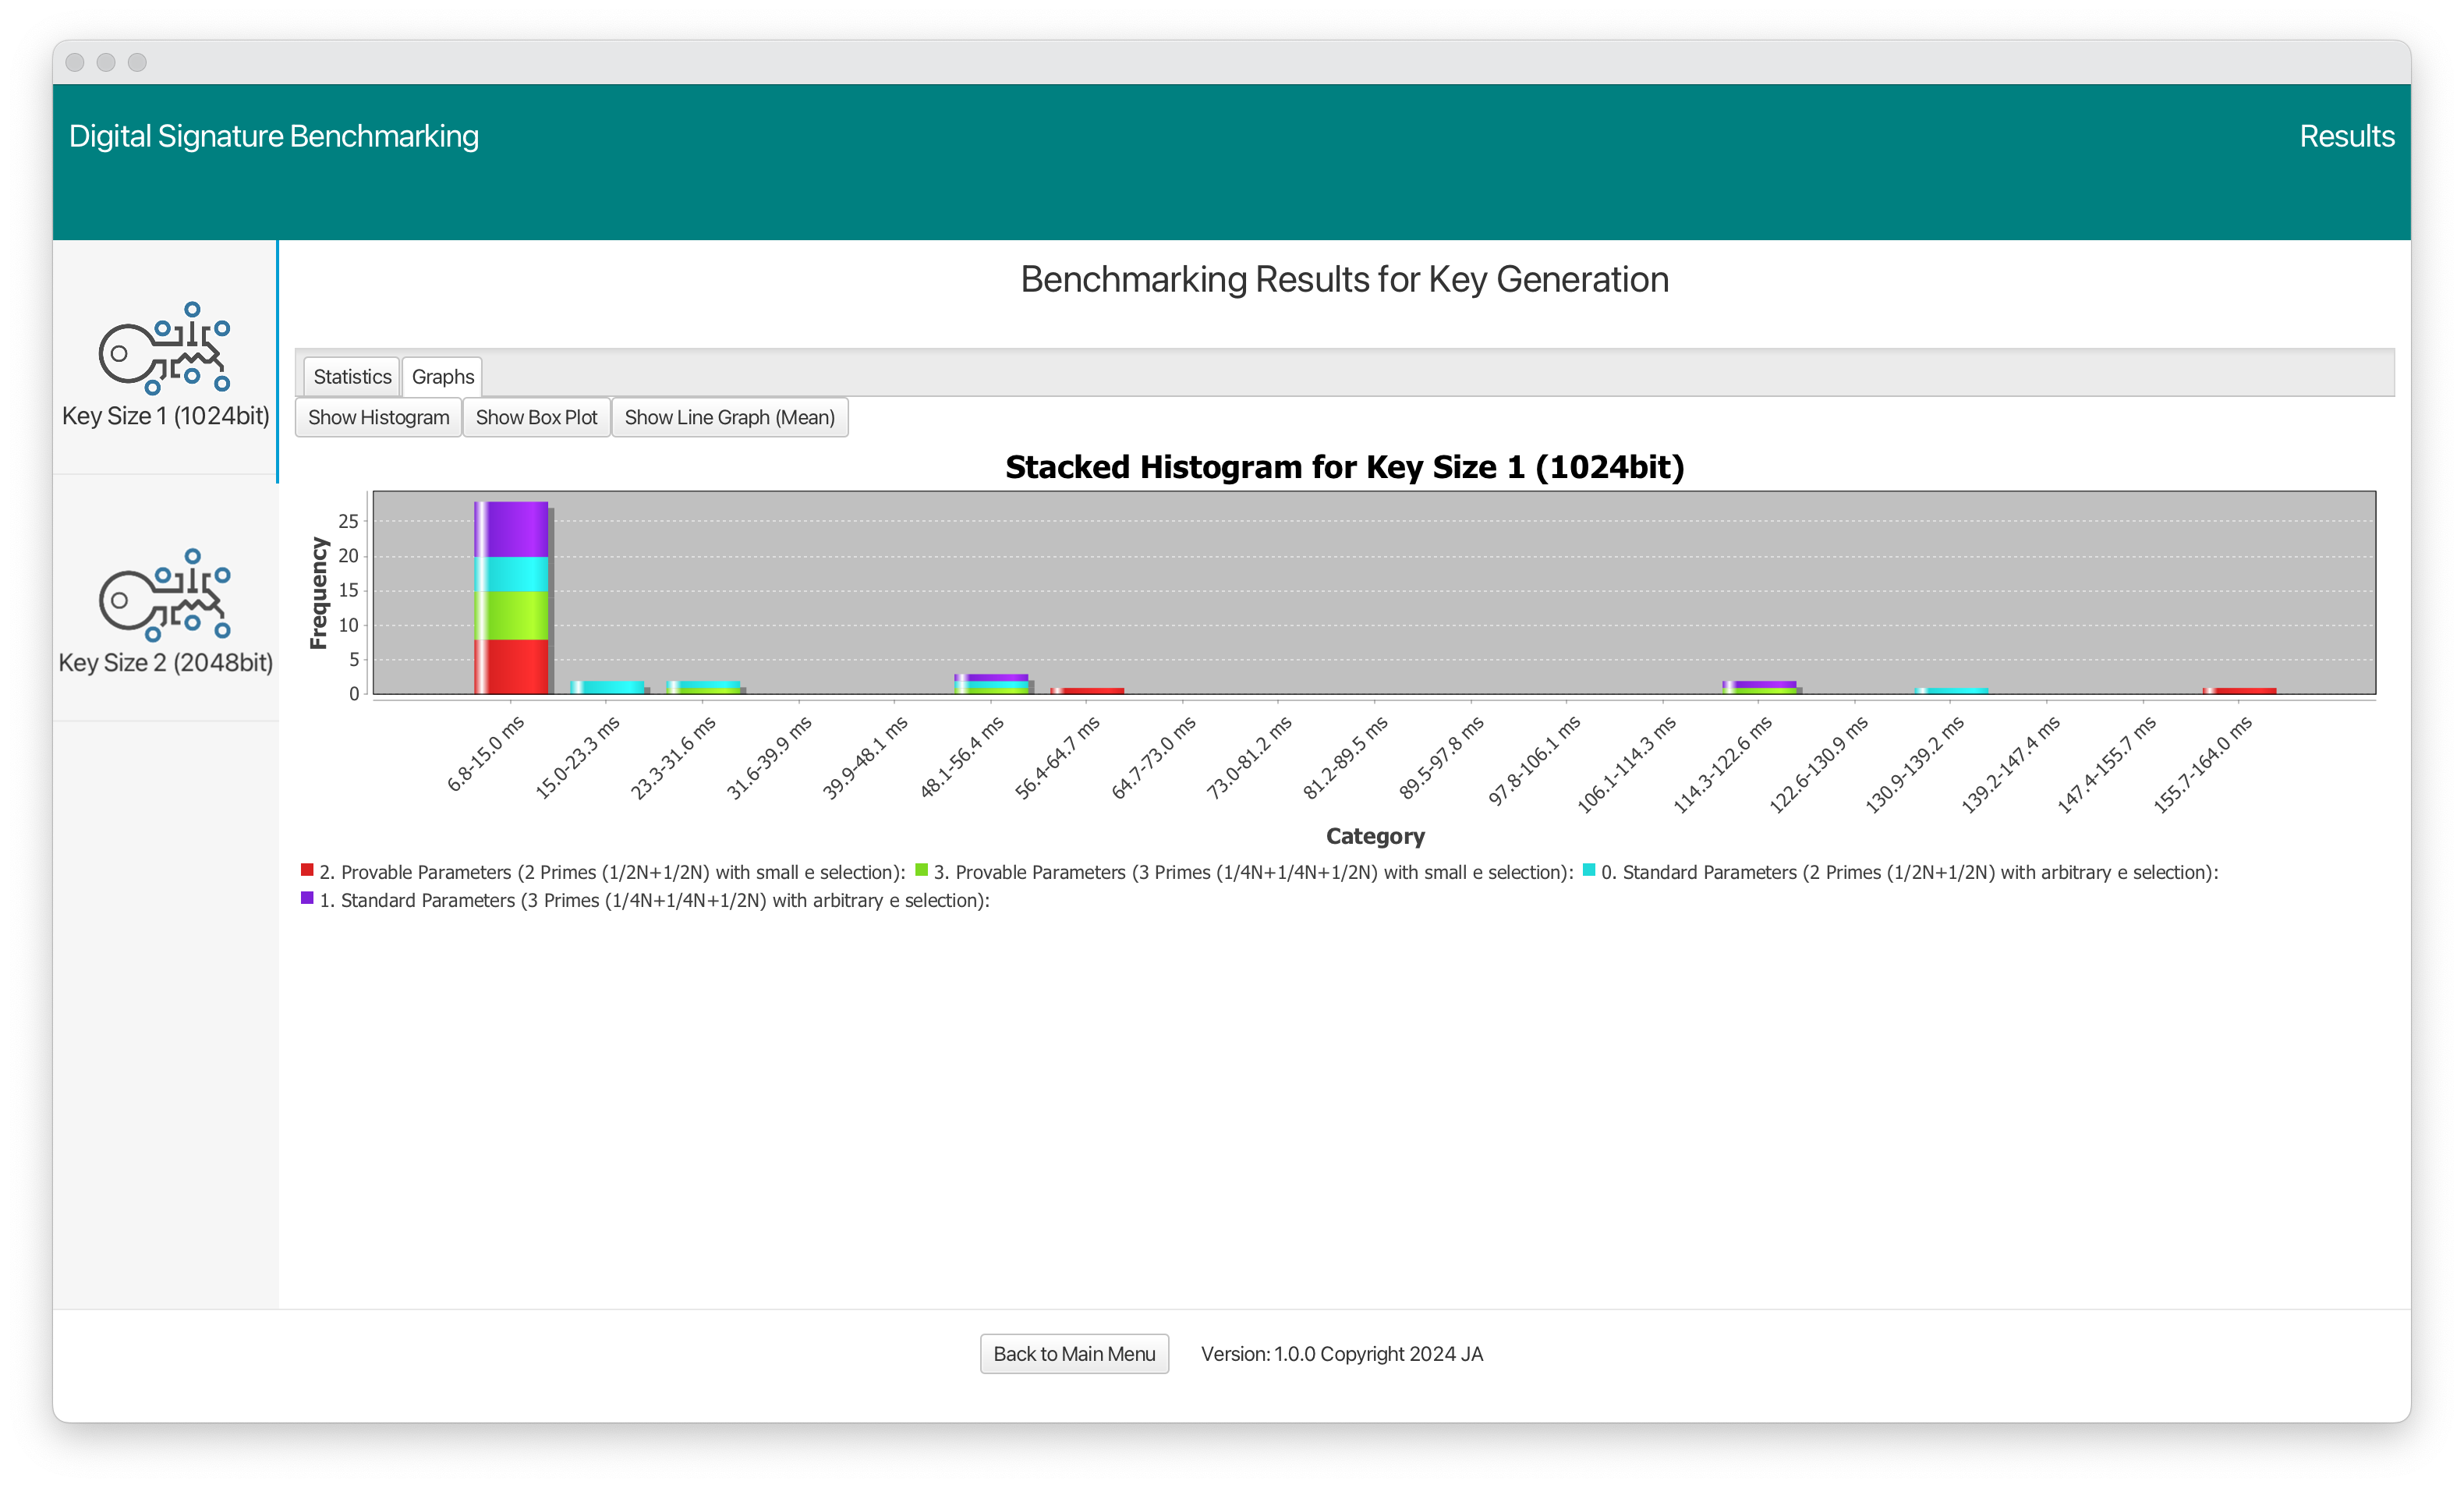 Digital Signature Benchmarking
Results
Key Size 1 (1024bit)
Key Size 2 (2048bit)
Benchmarking Results for Key Generation
Statistics Graphs
Show Histogram Show Box Plot Show Line Graph (Mean)
Stacked Histogram for Key Size 1 (1024bit)
Frequency
25
20
15
10
5
0
6.8-15.0 ms
15.0-23.3 ms
23.3-31.6 ms
31.6-39.9 ms
39.9-48.1 ms
48.1-56.4 ms
56.4-64.7 ms
64.7-73.0 ms
73.0-81.2 ms
81.2-89.5 ms
89.5-97.8 ms
97.8-106.1 ms
106.1-114.3 ms
114.3-122.6 ms
122.6-130.9 ms
130.9-139.2 ms
139.2-147.4 ms
147.4-155.7 ms
155.7-164.0 ms
Category
2. Provable Parameters (2 Primes (1/2N+1/2N) with small e selection): 3. Provable Parameters (3 Primes (1/4N+1/4N+1/2N) with small e selection): 0. Standard Parameters (2 Primes (1/2N+1/2N) with arbitrary e selection):
1. Standard Parameters (3 Primes (1/4N+1/4N+1/2N) with arbitrary e selection):
Back to Main Menu Version: 1.0.0 Copyright 2024 JA